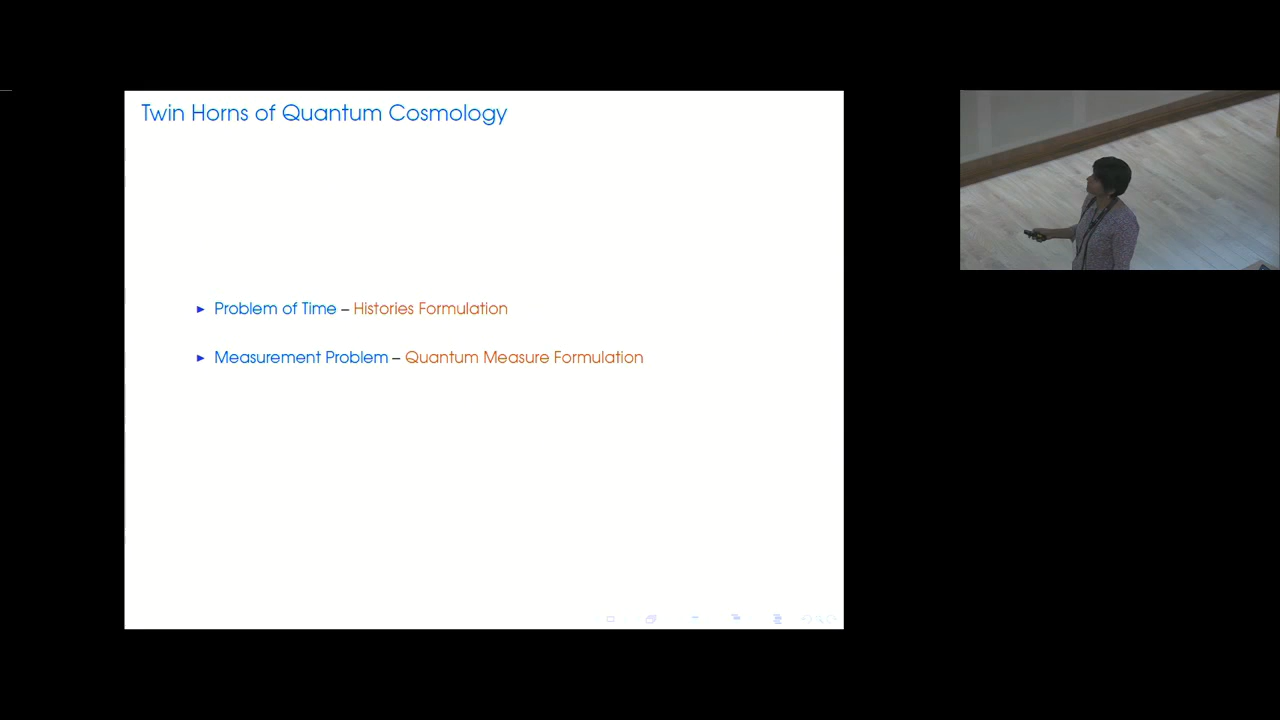 Twin Horns of Quantum Cosmology
► Problem of Time – Histories Formulation
► Measurement Problem – Quantum Measure Formulation